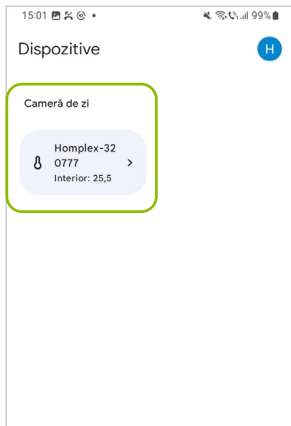 15:01 99%
Dispozitive
H
Cameră de zi
Homplex-32
0777
Interior: 25,5